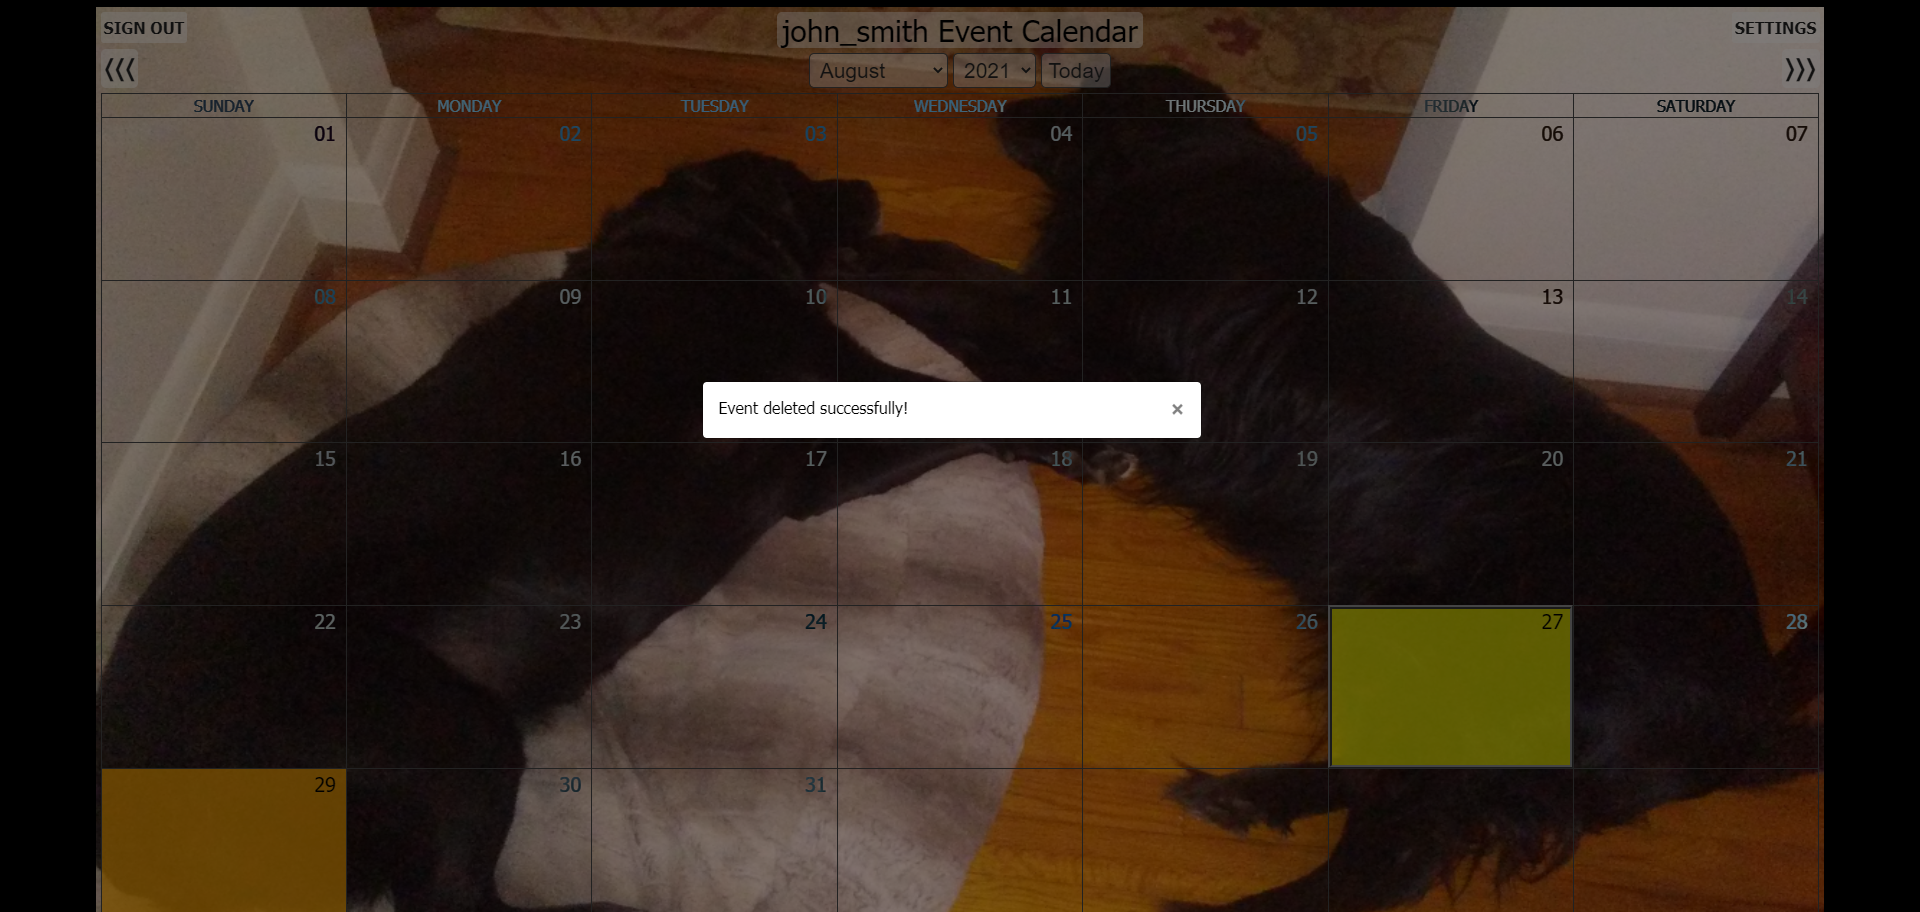 SIGN OUT
john_smith Event Calendar
SETTINGS
⟨⟨⟨
August 2021 Today
⟩⟩⟩
SUNDAY MONDAY TUESDAY WEDNESDAY THURSDAY FRIDAY SATURDAY
01 02 03 04 05 06 07
08 09 10 11 12 13 14
Event deleted successfully! ×
15 16 17 18 19 20 21
22 23 24 25 26 27 28
29 30 31